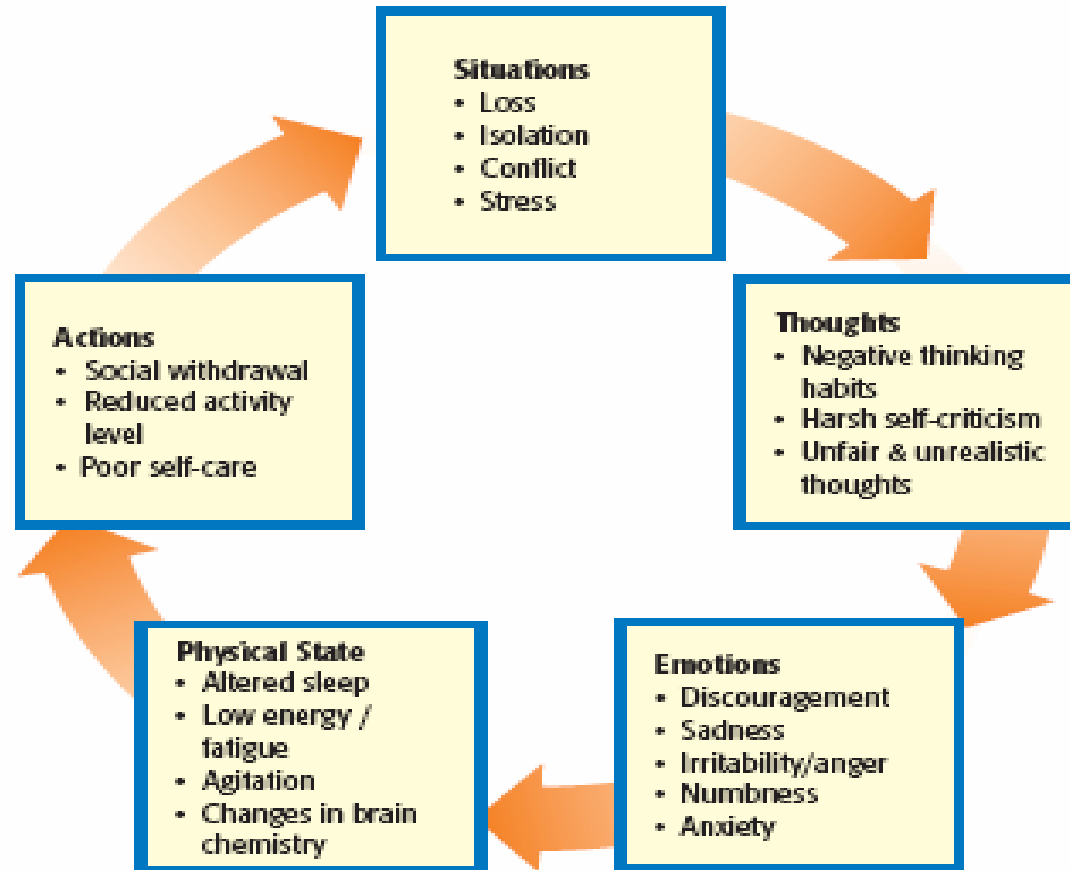 Situations
• Loss
• Isolation
• Conflict
• Stress
Thoughts
• Negative thinking
habits
• Harsh self-criticism
• Unfair & unrealistic
thoughts
Emotions
• Discouragement
• Sadness
• Irritability/anger
• Numbness
• Anxiety
Physical State
• Altered sleep
• Low energy /
fatigue
• Agitation
• Changes in brain
chemistry
Actions
• Social withdrawal
• Reduced activity
level
• Poor self-care